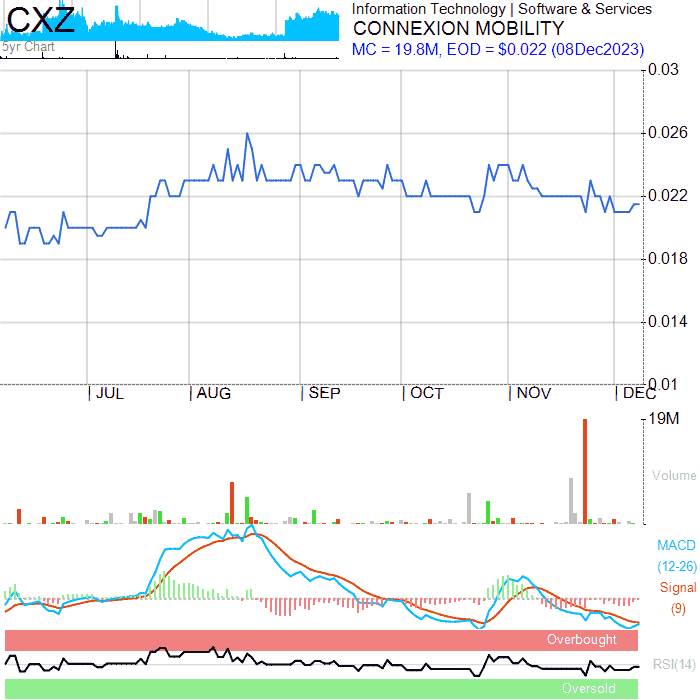 CXZ
5yr Chart
Information Technology | Software & Services
CONNEXION MOBILITY
MC = 19.8M, EOD = $0.022 (08Dec2023)
0.03
0.026
0.022
0.018
0.014
0.01
JUL AUG SEP OCT NOV DEC
19M
Volume
MACD
(12-26)
Signal
(9)
Overbought
RSI(14)
Oversold